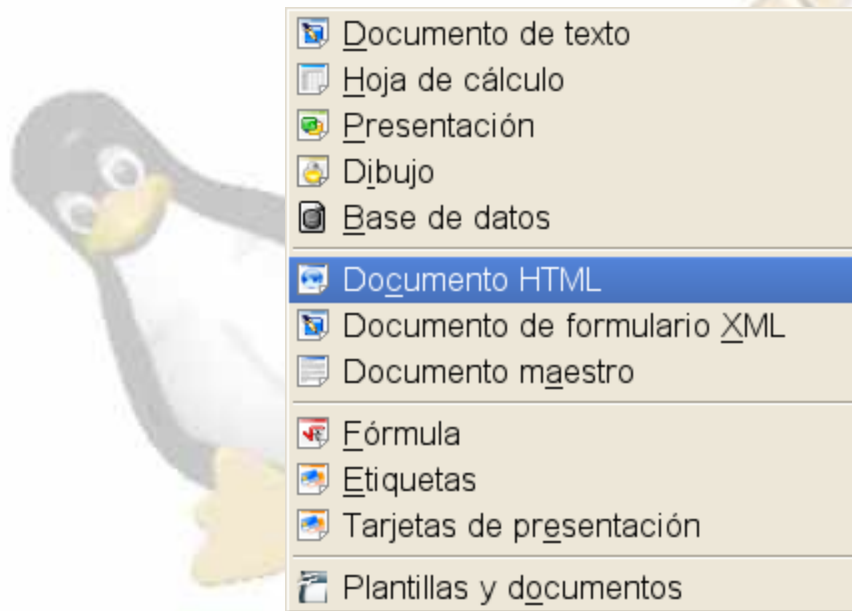 Documento de texto
Hoja de cálculo
Presentación
Dibujo
Base de datos
Documento HTML
Documento de formulario XML
Documento maestro
Fórmula
Etiquetas
Tarjetas de presentación
Plantillas y documentos